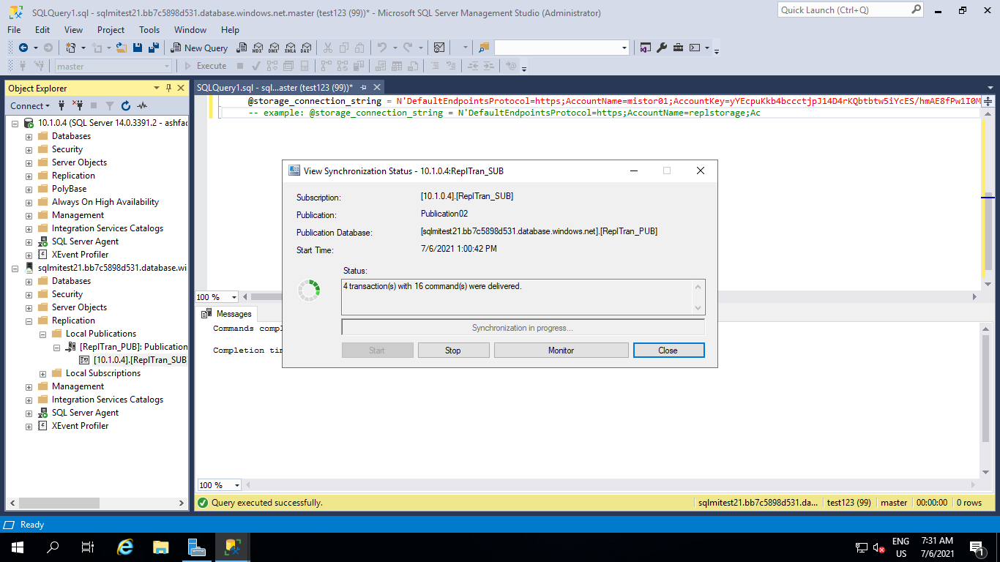 SQLQuery1.sql - sqlmitest21.bb7c5898d531.database.windows.net.master (test123 (99))* - Microsoft SQL Server Management Studio (Administrator)
Quick Launch (Ctrl+Q)
File Edit View Project Tools Window Help
New Query
MDX DMX XMLA DAX
master
Execute
Object Explorer
Connect
10.1.0.4 (SQL Server 14.0.3391.2 - ashfac
Databases
Security
Server Objects
Replication
PolyBase
Always On High Availability
Management
Integration Services Catalogs
SQL Server Agent
XEvent Profiler
sqlmitest21.bb7c5898d531.database.wi
Databases
Security
Server Objects
Replication
Local Publications
[ReplTran_PUB]: Publication
[10.1.0.4].[ReplTran_SUB
Local Subscriptions
Management
Integration Services Catalogs
SQL Server Agent
XEvent Profiler
SQLQuery1.sql - sql...aster (test123 (99))*
@storage_connection_string = N'DefaultEndpointsProtocol=https;AccountName=mistor01;AccountKey=yYEcpuKkb4bccctjpJ14D4rKQbtbtw5iYcES/hmAE8fPw1I0M
-- example: @storage_connection_string = N'DefaultEndpointsProtocol=https;AccountName=replstorage;Ac
100 %
Messages
Commands compl
Completion tim
View Synchronization Status - 10.1.0.4:ReplTran_SUB
Subscription: [10.1.0.4].[ReplTran_SUB]
Publication: Publication02
Publication Database: [sqlmitest21.bb7c5898d531.database.windows.net].[ReplTran_PUB]
Start Time: 7/6/2021 1:00:42 PM
Status:
4 transaction(s) with 16 command(s) were delivered.
Synchronization in progress...
Start Stop Monitor Close
100 %
Query executed successfully.
sqlmitest21.bb7c5898d531.da... test123 (99) master 00:00:00 0 rows
Ready
ENG
US
7:31 AM
7/6/2021
1